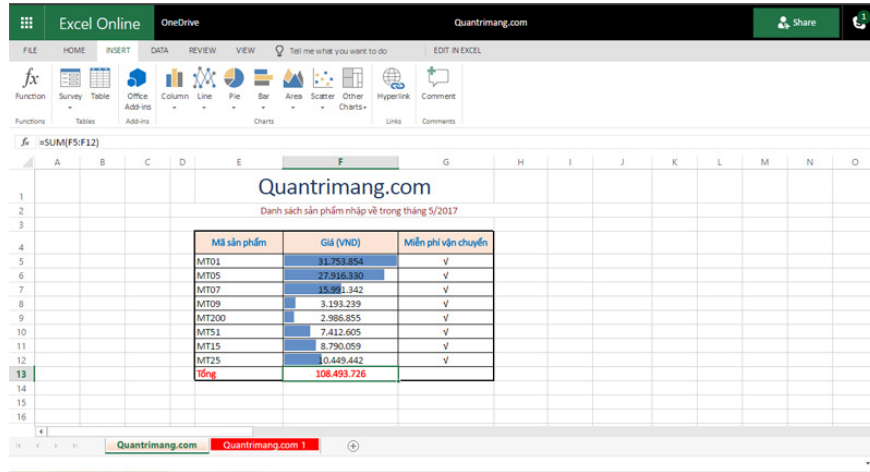 Excel Online OneDrive Quantrimang.com Share 1
FILE HOME INSERT DATA REVIEW VIEW Tell me what you want to do EDIT IN EXCEL
fx
Function Survey Table Office Add-ins Column Line Pie Bar Area Scatter Other Charts Hyperlink Comment
Functions Tables Add-ins Charts Links Comments
fx =SUM(F5:F12)
A B C D E F G H I J K L M N O
1 Quantrimang.com
2 Danh sách sản phẩm nhập về trong tháng 5/2017
3
4 Mã sản phẩm Giá (VND) Miễn phí vận chuyển
5 MT01 31.753.854 √
6 MT05 27.916.330 √
7 MT07 15.991.342 √
8 MT09 3.193.239 √
9 MT200 2.986.855 √
10 MT51 7.412.605 √
11 MT15 8.790.059 √
12 MT25 10.449.442 √
13 Tổng 108.493.726
14
15
16
Quantrimang.com Quantrimang.com 1